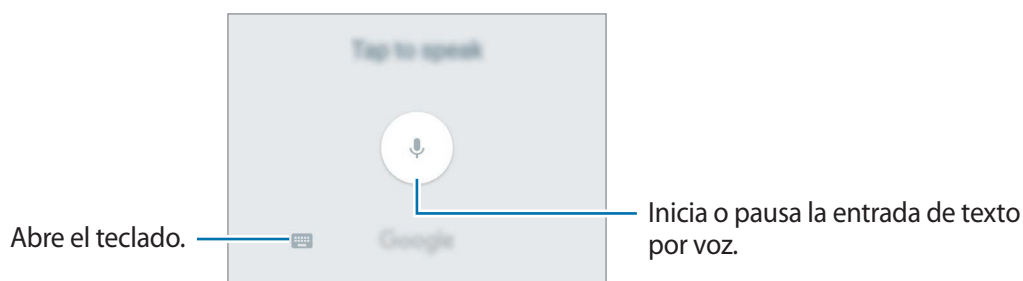 Tap to speak
Abre el teclado.
Google
Inicia o pausa la entrada de texto
por voz.